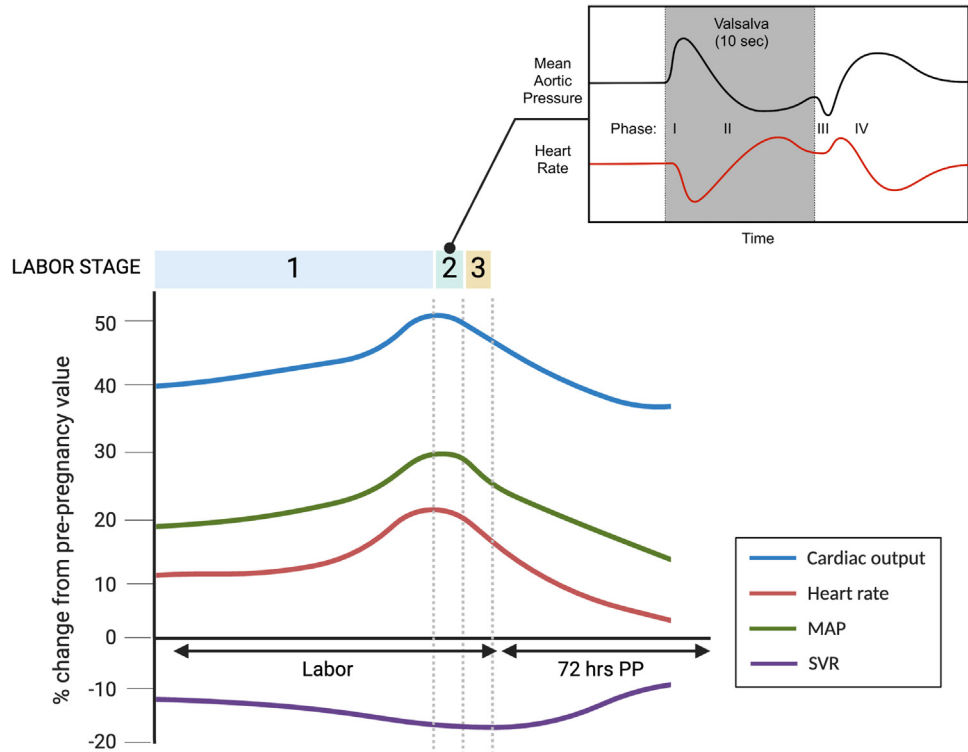 Valsalva
(10 sec)
Mean
Aortic
Pressure
Phase: I II III IV
Heart
Rate
Time
LABOR STAGE 1 2 3
% change from pre-pregnancy value
50
40
30
20
10
0
-10
-20
Labor
72 hrs PP
Cardiac output
Heart rate
MAP
SVR